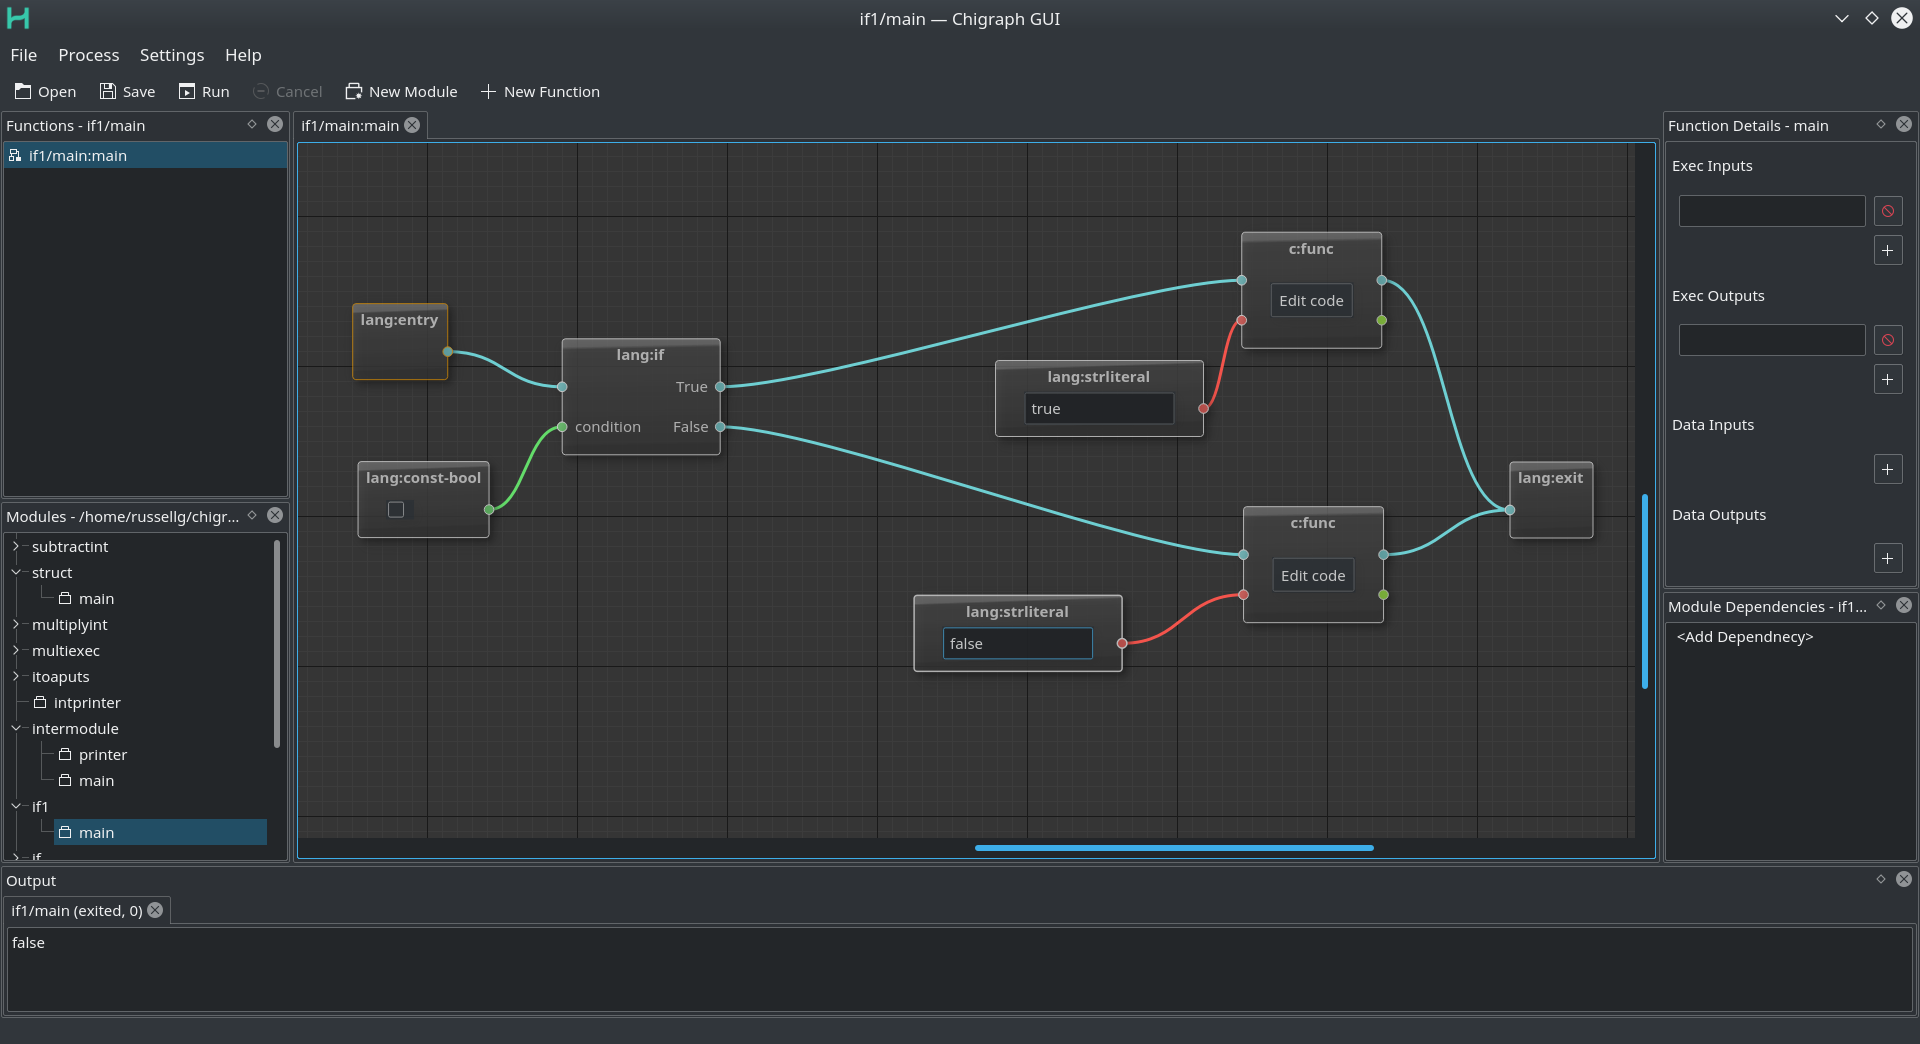 if1/main — Chigraph GUI
File Process Settings Help
Open Save Run Cancel New Module New Function
Functions - if1/main
if1/main:main
Modules - /home/russellg/chigr...
subtractint
struct
main
multiplyint
multiexec
itoaputs
intprinter
intermodule
printer
main
if1
main
if
if1/main:main
lang:entry
lang:if
True
condition False
lang:const-bool
c:func
Edit code
lang:strliteral
true
c:func
Edit code
lang:strliteral
false
lang:exit
Function Details - main
Exec Inputs
Exec Outputs
Data Inputs
Data Outputs
Module Dependencies - if1...
<Add Dependnecy>
Output
if1/main (exited, 0)
false